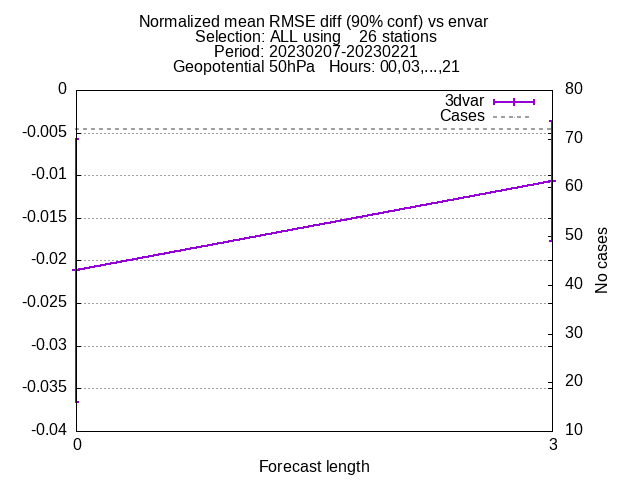 Normalized mean RMSE diff (90% conf) vs envar
Selection: ALL using    26 stations
Period: 20230207-20230221
Geopotential 50hPa   Hours: 00,03,...,21
3dvar
Cases
0
-0.005
-0.01
-0.015
-0.02
-0.025
-0.03
-0.035
-0.04
80
70
60
50
40
30
20
10
No cases
0
3
Forecast length